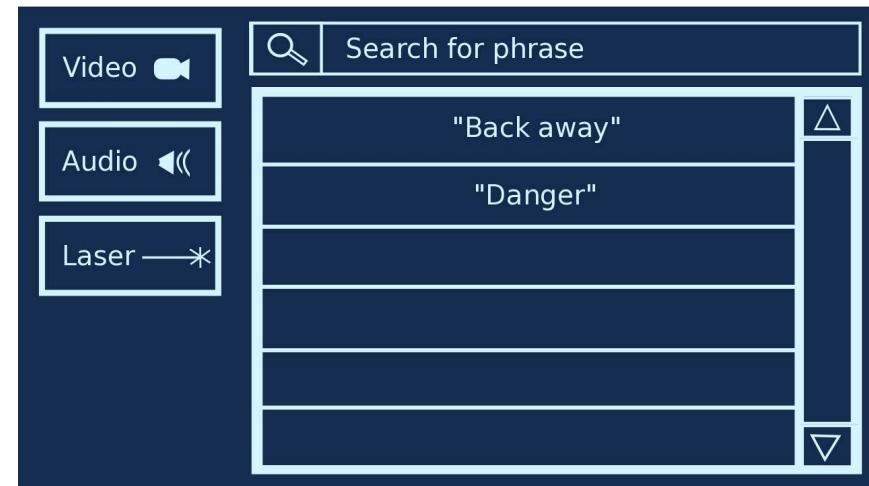 Video
Audio
Laser
Search for phrase
"Back away"
"Danger"